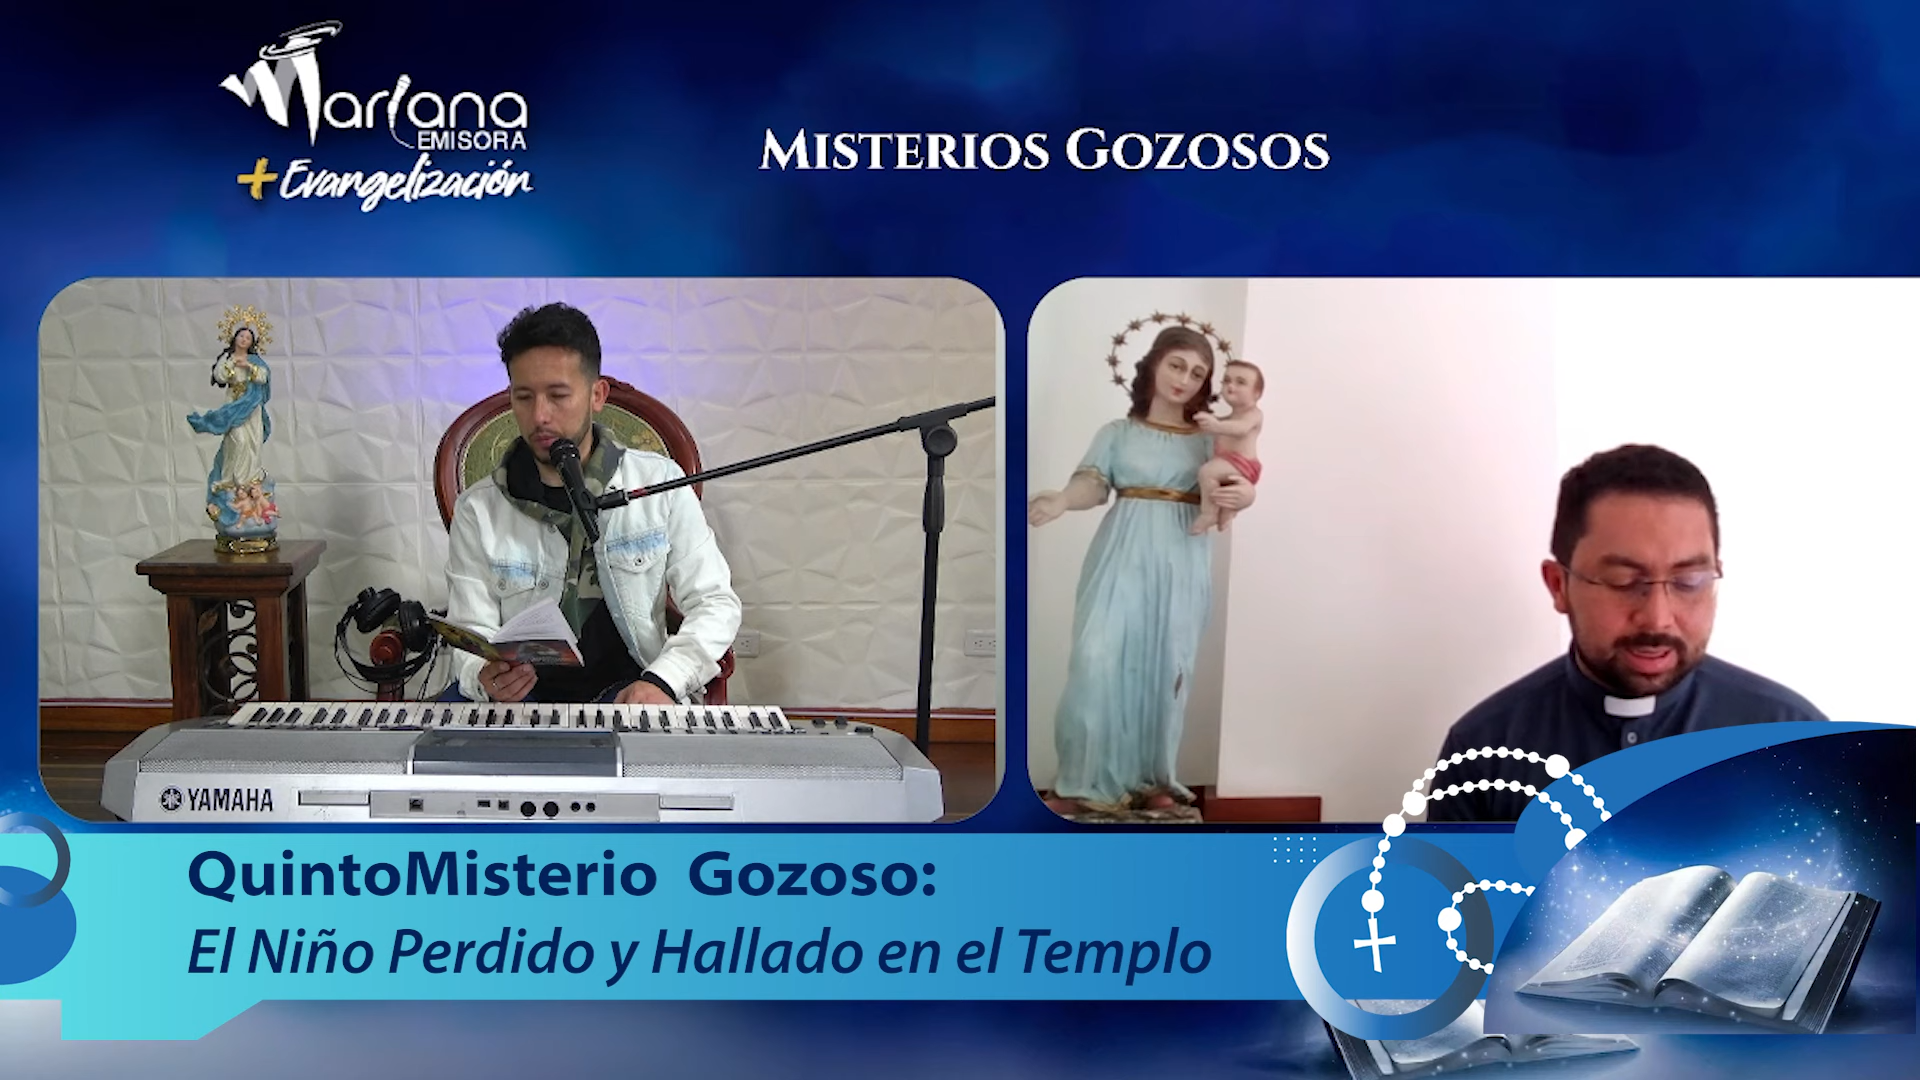 Mariana
EMISORA
+Evangelización
MISTERIOS GOZOSOS
YAMAHA
QuintoMisterio Gozoso:
El Niño Perdido y Hallado en el Templo